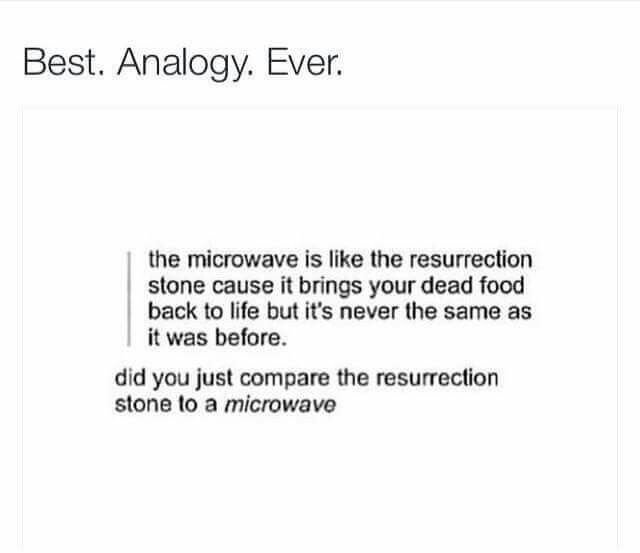 Best. Analogy. Ever.
the microwave is like the resurrection
stone cause it brings your dead food
back to life but it's never the same as
it was before.
did you just compare the resurrection
stone to a microwave